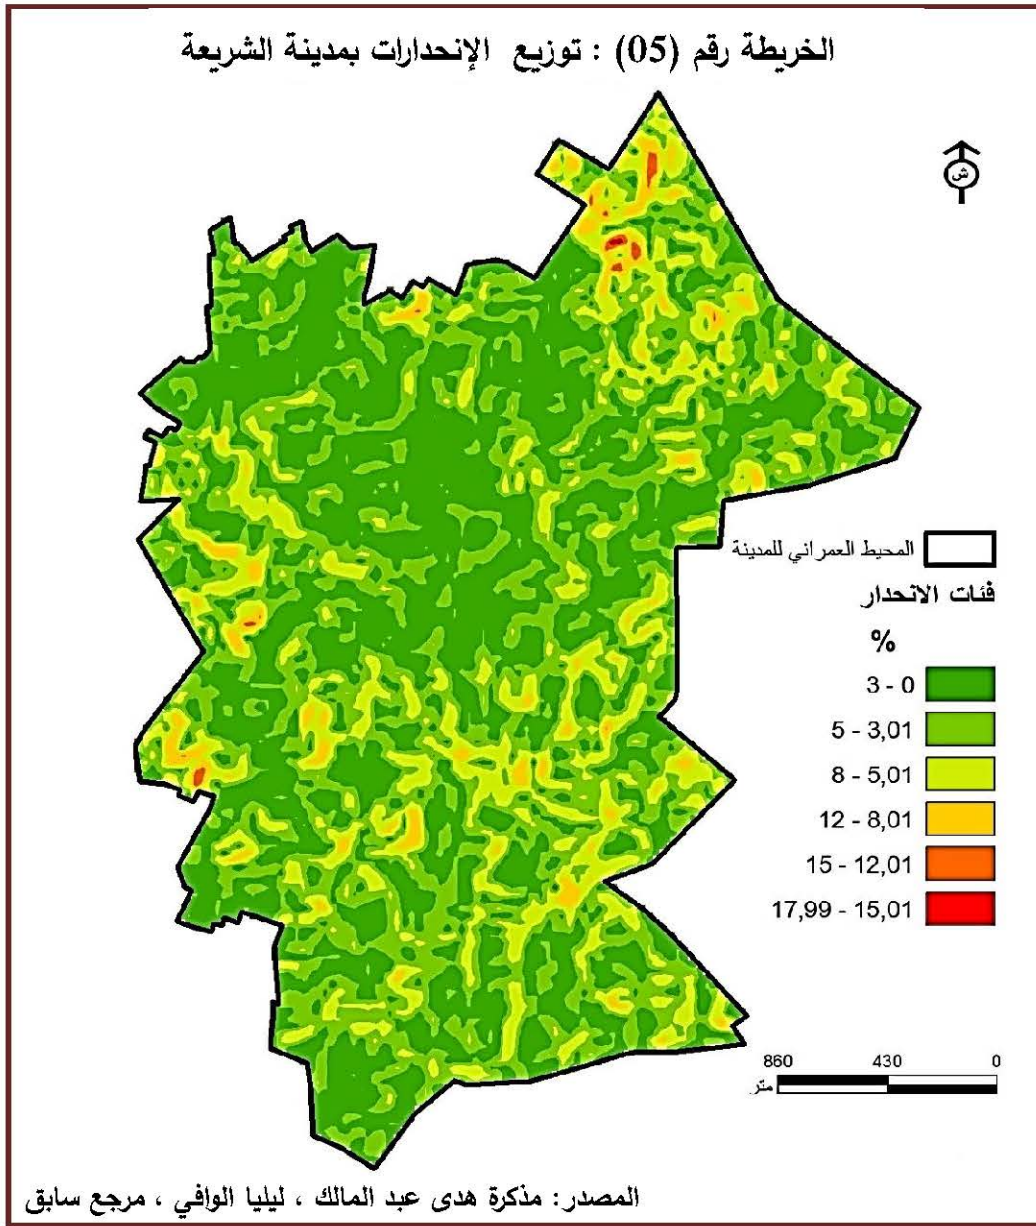 الخريطة رقم (05) : توزيع الإنحدارات بمدينة الشريعة
ش
المحيط العمراني للمدينة
فئات الانحدار
%
3 - 0
5 - 3,01
8 - 5,01
12 - 8,01
15 - 12,01
17,99 - 15,01
860 430 0
متر
المصدر: مذكرة هدى عبد المالك ، ليليا الوافي ، مرجع سابق